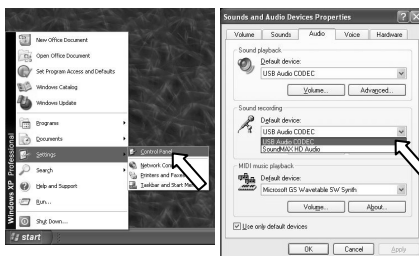 New Office Document
Open Office Document
Set Program Access and Defaults
Windows Catalog
Windows Update
Programs
Documents
Settings
Search
Help and Support
Run...
Shut Down...
Windows XP Professional
start
Control Panel
Network Con
Printers and Faxes
Taskbar and Start Men
Sounds and Audio Devices Properties
Volume Sounds Audio Voice Hardware
Sound playback
Default device:
USB Audio CODEC
Volume... Advanced...
Sound recording
Default device:
USB Audio CODEC
USB Audio CODEC
SoundMAX HD Audio
MIDI music playback
Default device:
Microsoft GS Wavetable SW Synth
Volume... About...
Use only default devices
OK Cancel Apply